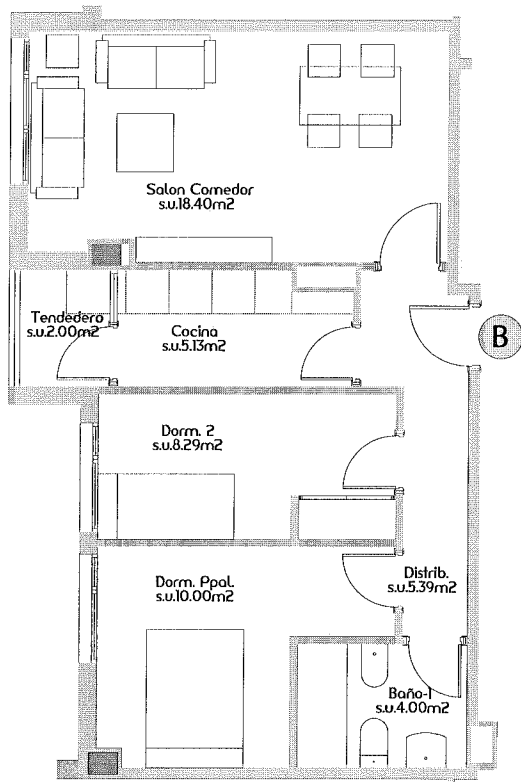 Salon Comedor
s.u.18.40m2
Tendedero
s.u.2.00m2
Cocina
s.u.5.13m2
B
Dorm. 2
s.u.8.29m2
Dorm. Ppal.
s.u.10.00m2
Distrib.
s.u.5.39m2
Baño-1
s.u.4.00m2